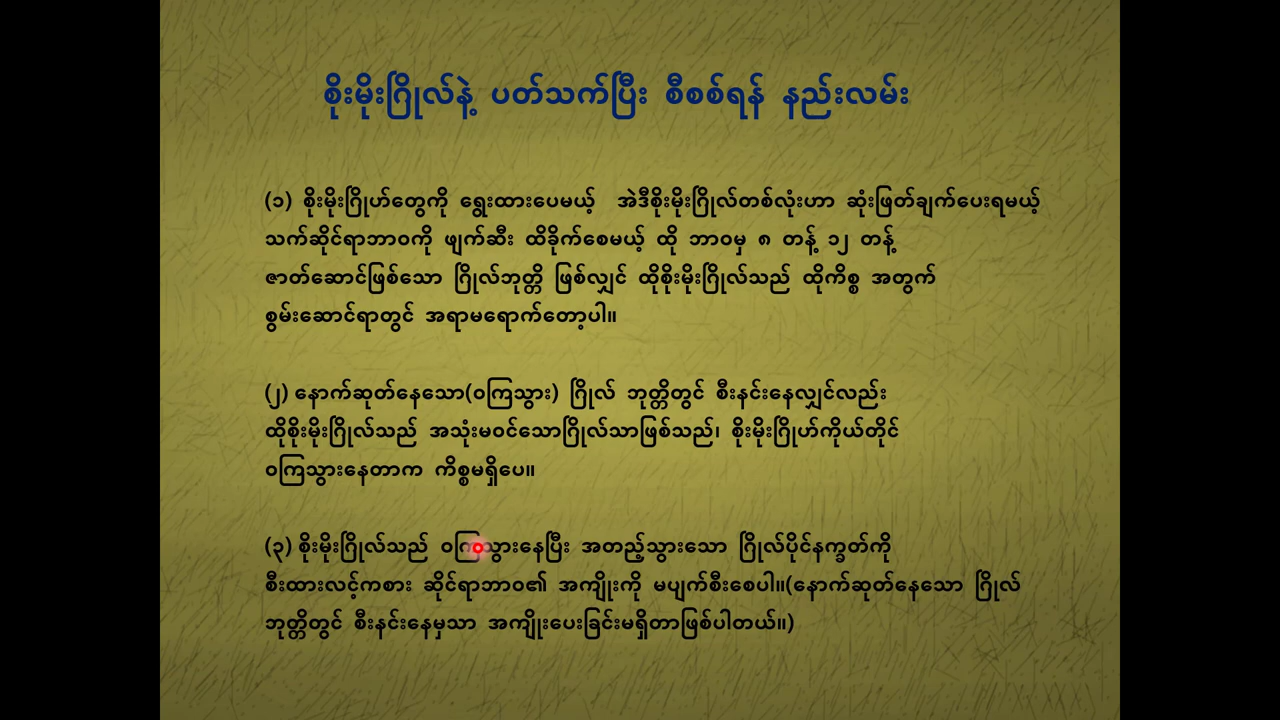 စိုးမိုးဂြိုလ်နဲ့ ပတ်သက်ပြီး စီစစ်ရန် နည်းလမ်း
(၁) စိုးမိုးဂြိုဟ်တွေကို ရွေးထားပေမယ့် အဲဒီစိုးမိုးဂြိုလ်တစ်လုံးဟာ ဆုံးဖြတ်ချက်ပေးရမယ့်
သက်ဆိုင်ရာဘာဝကို ဖျက်ဆီး ထိခိုက်စေမယ့် ထို ဘာဝမှ ၈ တန့် ၁၂ တန့်
ဇာတ်ဆောင်ဖြစ်သော ဂြိုလ်ဘုတ္တိ ဖြစ်လျှင် ထိုစိုးမိုးဂြိုလ်သည် ထိုကိစ္စ အတွက်
စွမ်းဆောင်ရာတွင် အရာမရောက်တော့ပါ။
(၂) နောက်ဆုတ်နေသော(ဝကြသွား) ဂြိုလ် ဘုတ္တိတွင် စီးနင်းနေလျှင်လည်း
ထိုစိုးမိုးဂြိုလ်သည် အသုံးမဝင်သောဂြိုလ်သာဖြစ်သည်၊ စိုးမိုးဂြိုဟ်ကိုယ်တိုင်
ဝကြသွားနေတာက ကိစ္စမရှိပေ။
(၃) စိုးမိုးဂြိုလ်သည် ဝကြသွားနေပြီး အတည့်သွားသော ဂြိုလ်ပိုင်နက္ခတ်ကို
စီးထားလင့်ကစား ဆိုင်ရာဘာဝ၏ အကျိုးကို မပျက်စီးစေပါ။(နောက်ဆုတ်နေသော ဂြိုလ်
ဘုတ္တိတွင် စီးနင်းနေမှသာ အကျိုးပေးခြင်းမရှိတာဖြစ်ပါတယ်။)